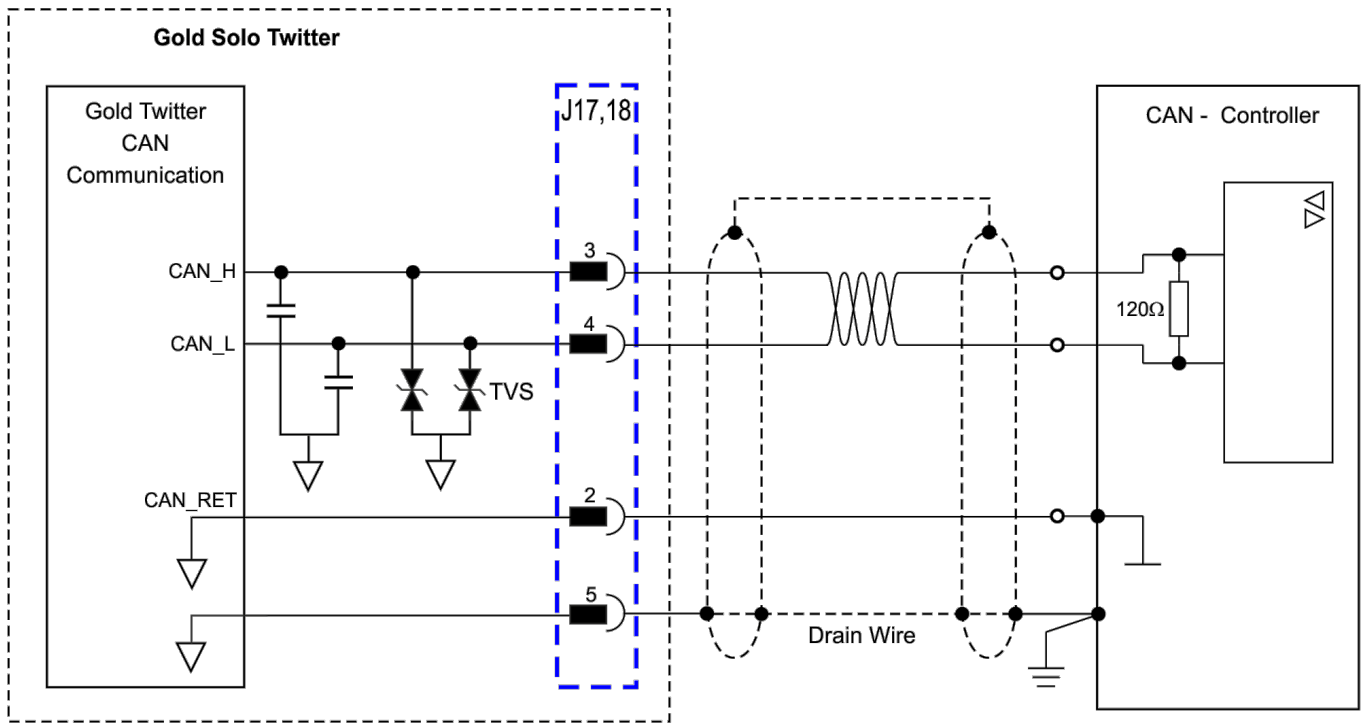 Gold Solo Twitter
Gold Twitter
CAN
Communication
J17,18
CAN - Controller
CAN_H
3
CAN_L
4
120Ω
TVS
CAN_RET
2
5
Drain Wire